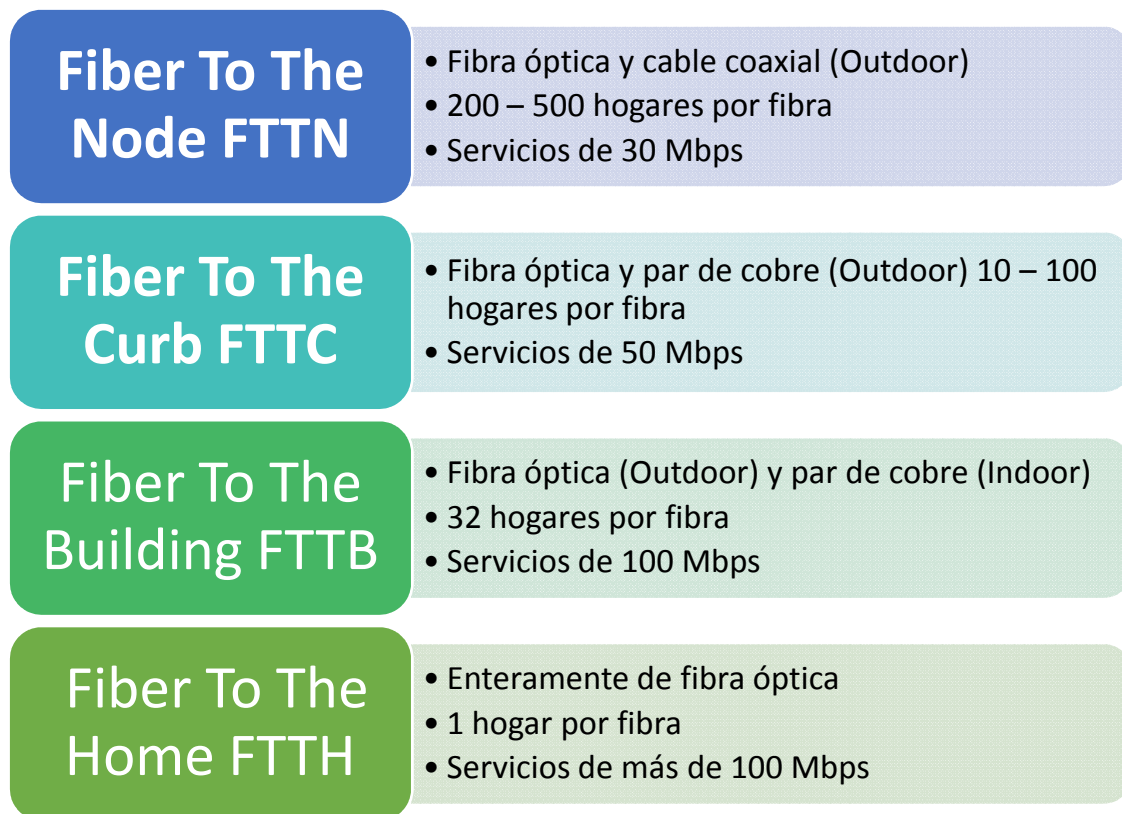 Fiber To The
Node FTTN
• Fibra óptica y cable coaxial (Outdoor)
• 200 – 500 hogares por fibra
• Servicios de 30 Mbps
Fiber To The
Curb FTTC
• Fibra óptica y par de cobre (Outdoor) 10 – 100
hogares por fibra
• Servicios de 50 Mbps
Fiber To The
Building FTTB
• Fibra óptica (Outdoor) y par de cobre (Indoor)
• 32 hogares por fibra
• Servicios de 100 Mbps
Fiber To The
Home FTTH
• Enteramente de fibra óptica
• 1 hogar por fibra
• Servicios de más de 100 Mbps